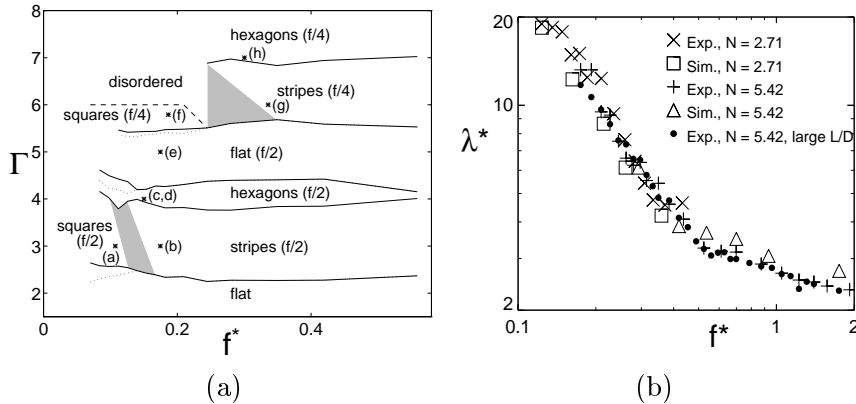 8
7
6
5
4
3
2
Γ
0
0.2
0.4
f*
hexagons (f/4)
(h)
disordered
stripes (f/4)
(g)
squares (f/4)
(f)
(e)
flat (f/2)
(c,d)
hexagons (f/2)
squares
(f/2)
(a)
(b)
stripes (f/2)
flat
(a)
20
10
2
λ*
0.1
1
2
f*
Exp., N = 2.71
Sim., N = 2.71
Exp., N = 5.42
Sim., N = 5.42
Exp., N = 5.42, large L/D
(b)